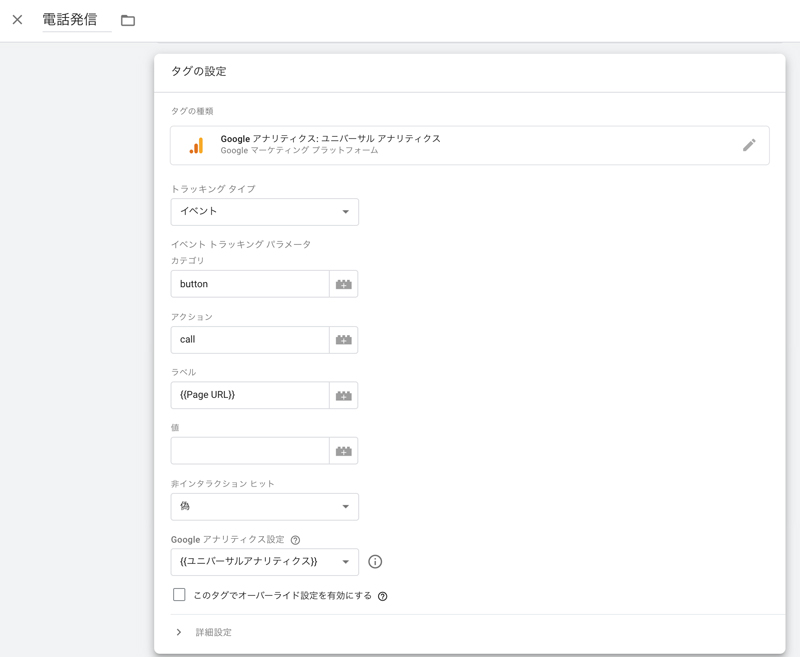 電話発信
タグの設定
タグの種類
Google アナリティクス: ユニバーサル アナリティクス
Google マーケティング プラットフォーム
トラッキング タイプ
イベント
イベント トラッキング パラメータ
カテゴリ
button
アクション
call
ラベル
{{Page URL}}
値
非インタラクション ヒット
偽
Google アナリティクス設定
{{ユニバーサルアナリティクス}}
このタグでオーバーライド設定を有効にする
詳細設定